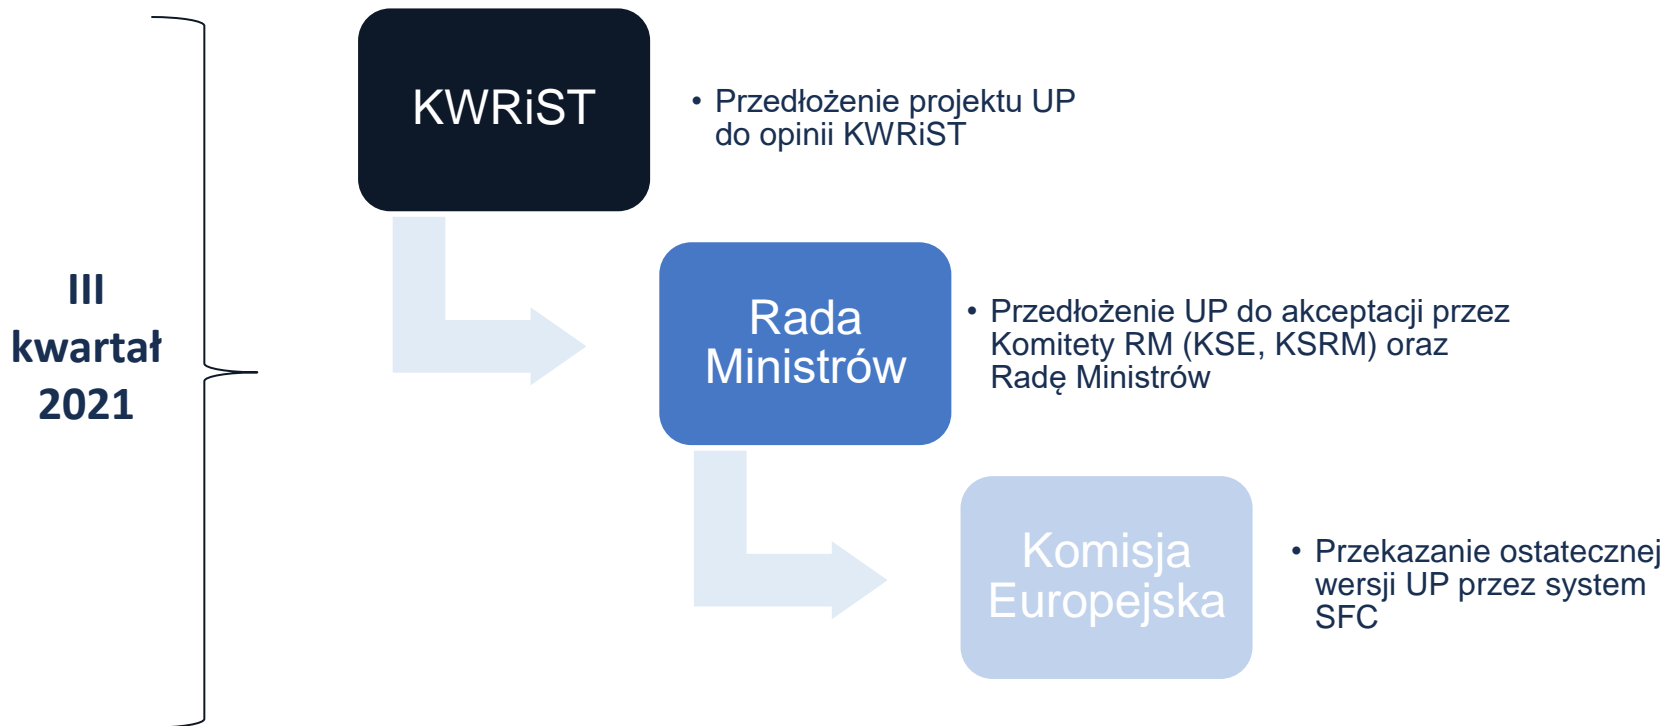 III
kwartał
2021
KWRiST
• Przedłożenie projektu UP
do opinii KWRiST
Rada
Ministrów
• Przedłożenie UP do akceptacji przez
Komitety RM (KSE, KSRM) oraz
Radę Ministrów
Komisja
Europejska
• Przekazanie ostatecznej
wersji UP przez system
SFC